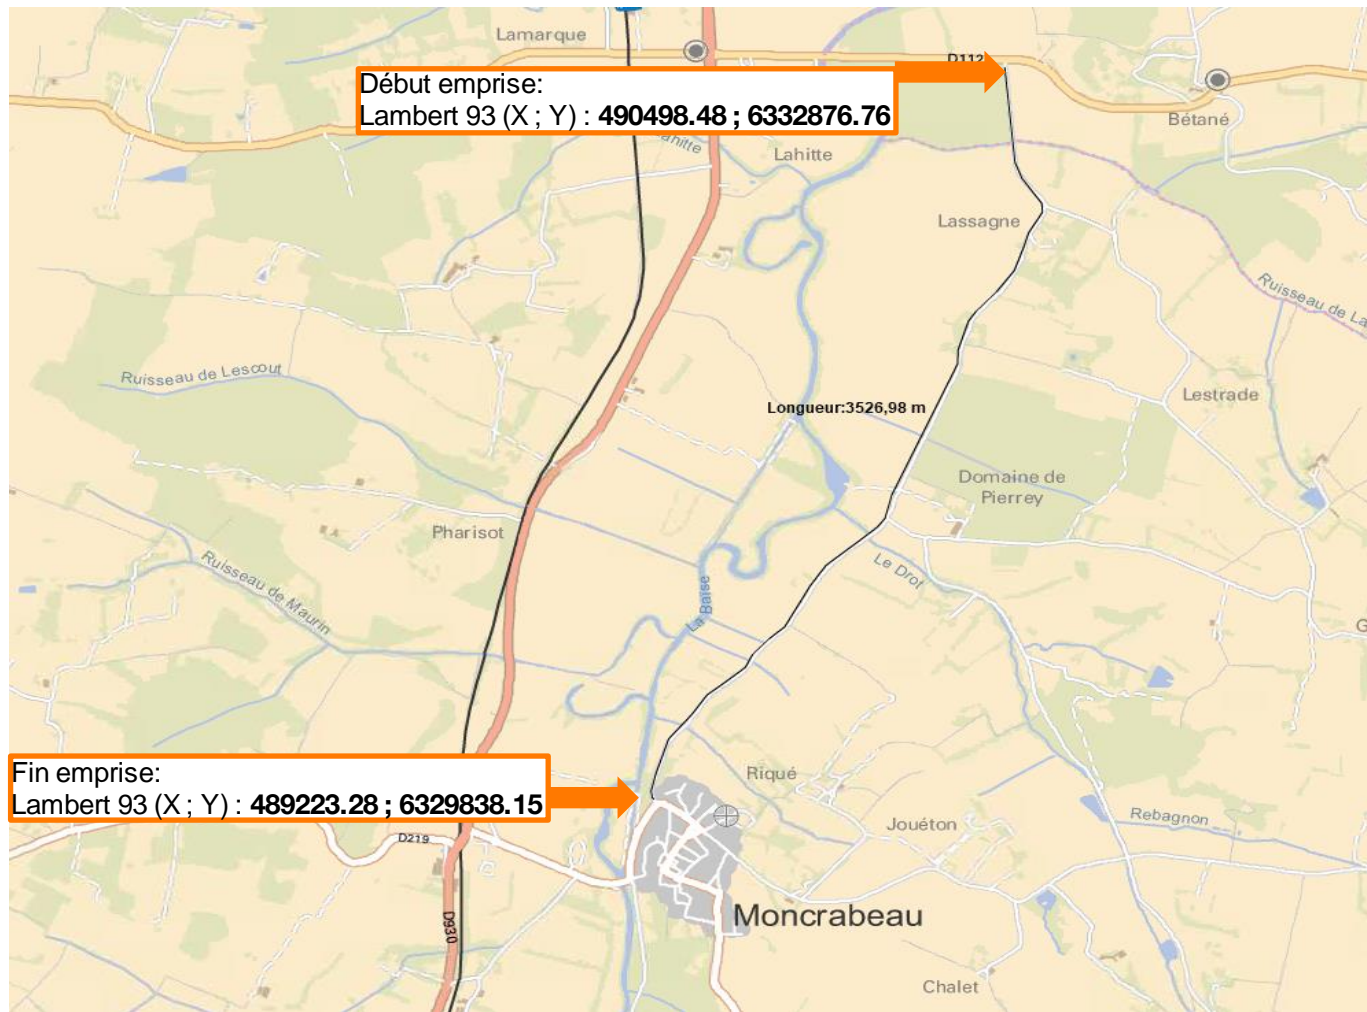 Lamarque
D112
Début emprise:
Lambert 93 (X ; Y) : 490498.48 ; 6332876.76
Bétané
Lahitte
Lassagne
Ruisseau de La
Ruisseau de Lescout
Longueur:3526,98 m
Lestrade
Domaine de
Pierrey
Pharisot
Le Drot
Ruisseau de Maurin
La Baïse
G
Fin emprise:
Lambert 93 (X ; Y) : 489223.28 ; 6329838.15
Riqué
Jouéton
Rebagnon
D219
D930
Moncrabeau
Chalet